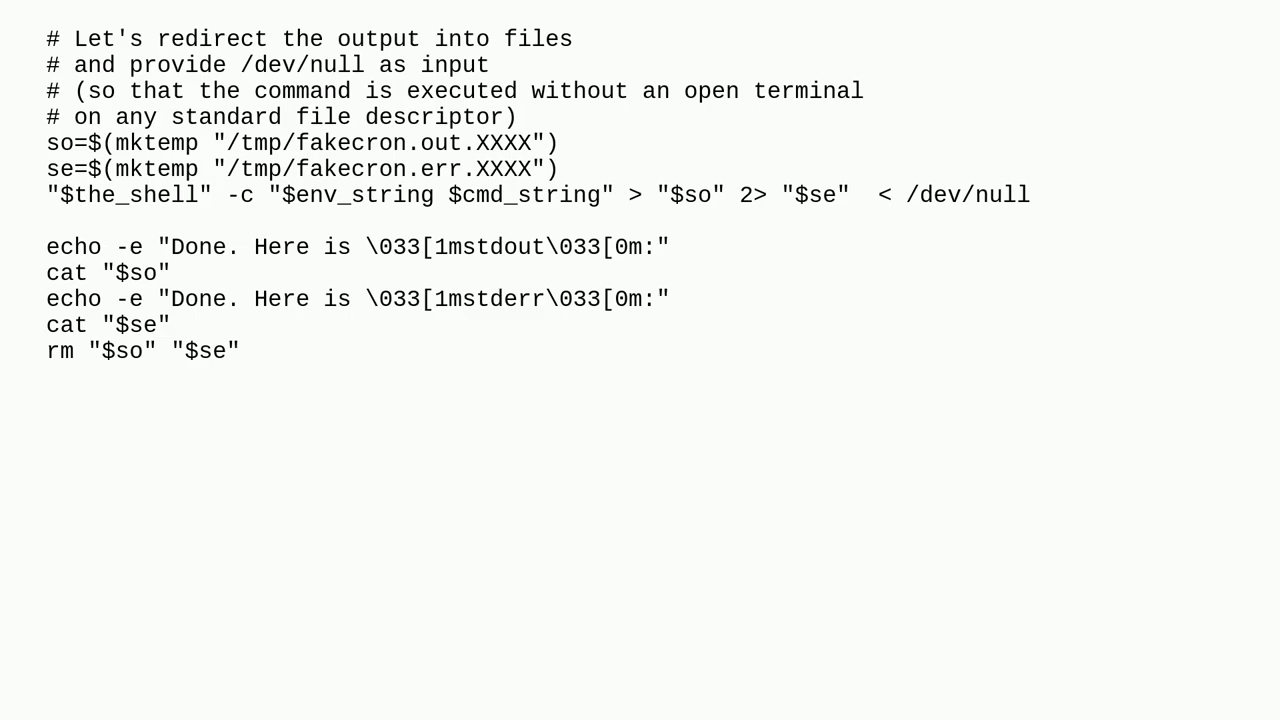 # Let's redirect the output into files
# and provide /dev/null as input
# (so that the command is executed without an open terminal
# on any standard file descriptor)
so=$(mktemp "/tmp/fakecron.out.XXXX")
se=$(mktemp "/tmp/fakecron.err.XXXX")
"$the_shell" -c "$env_string $cmd_string" > "$so" 2> "$se"  < /dev/null

echo -e "Done. Here is \033[1mstdout\033[0m:"
cat "$so"
echo -e "Done. Here is \033[1mstderr\033[0m:"
cat "$se"
rm "$so" "$se"